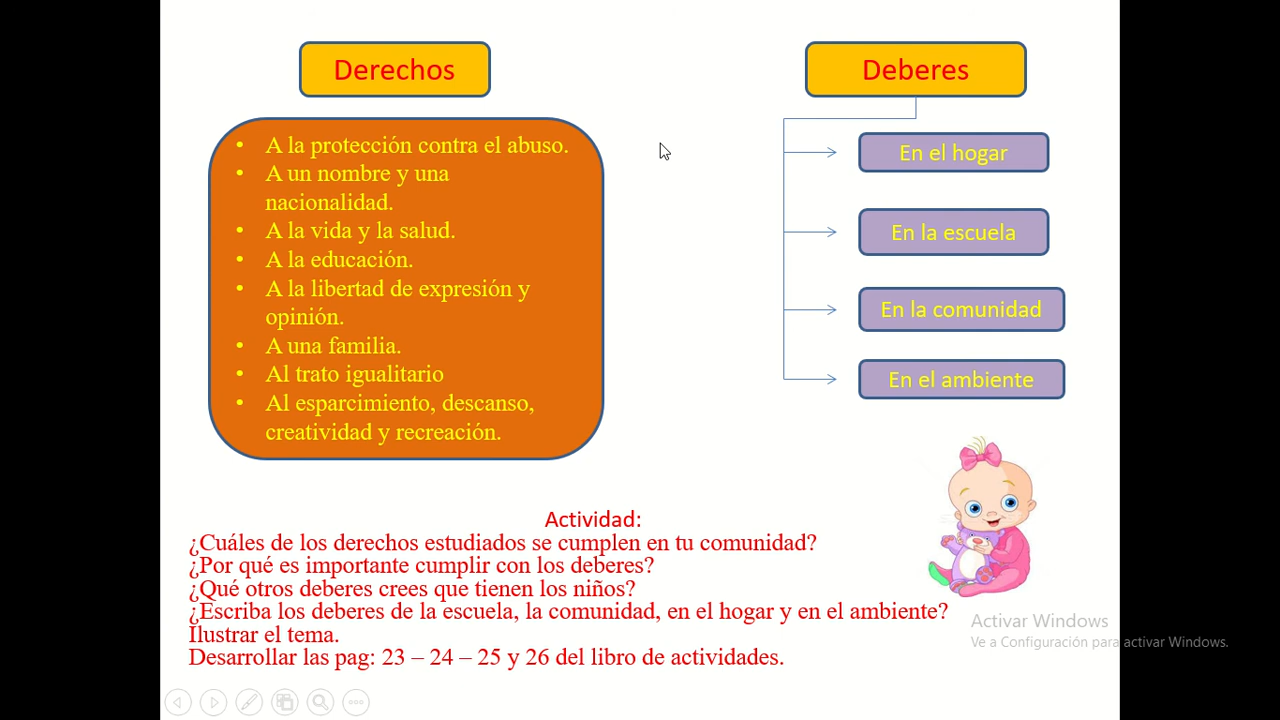 Derechos
• A la protección contra el abuso.
• A un nombre y una
nacionalidad.
• A la vida y la salud.
• A la educación.
• A la libertad de expresión y
opinión.
• A una familia.
• Al trato igualitario
• Al esparcimiento, descanso,
creatividad y recreación.
Deberes
En el hogar
En la escuela
En la comunidad
En el ambiente
Actividad:
¿Cuáles de los derechos estudiados se cumplen en tu comunidad?
¿Por qué es importante cumplir con los deberes?
¿Qué otros deberes crees que tienen los niños?
¿Escriba los deberes de la escuela, la comunidad, en el hogar y en el ambiente?
Ilustrar el tema.
Desarrollar las pag: 23 – 24 – 25 y 26 del libro de actividades.
Activar Windows
Ve a Configuración para activar Windows.